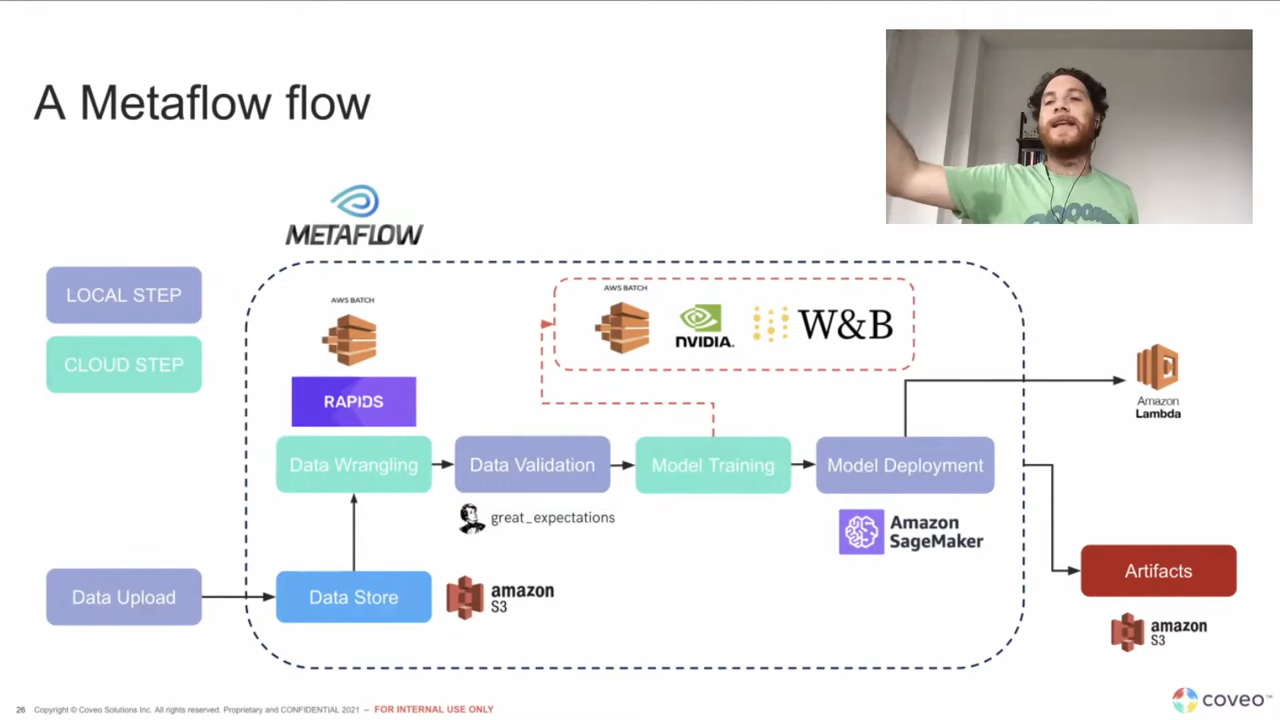 A Metaflow flow
METAFLOW
LOCAL STEP
CLOUD STEP
AWS BATCH
RAPIDS
AWS BATCH
NVIDIA.
W&B
Amazon
Lambda
Data Wrangling
Data Validation
Model Training
Model Deployment
great_expectations
Amazon
SageMaker
Data Upload
Data Store
amazon
S3
Artifacts
amazon
S3
26 Copyright © Coveo Solutions Inc. All rights reserved. Proprietary and CONFIDENTIAL 2021 – FOR INTERNAL USE ONLY
coveo™